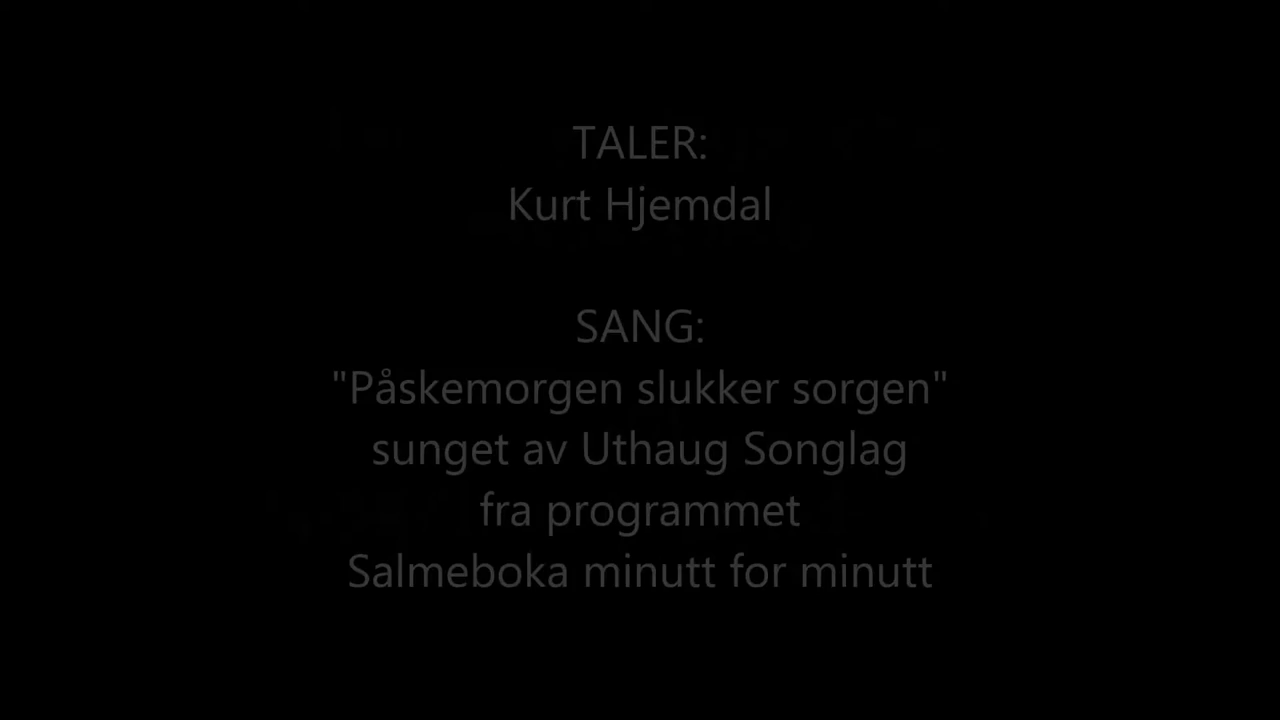 TALER:
Kurt Hjemdal
SANG:
"Påskemorgen slukker sorgen"
sunget av Uthaug Songlag
fra programmet
Salmeboka minutt for minutt